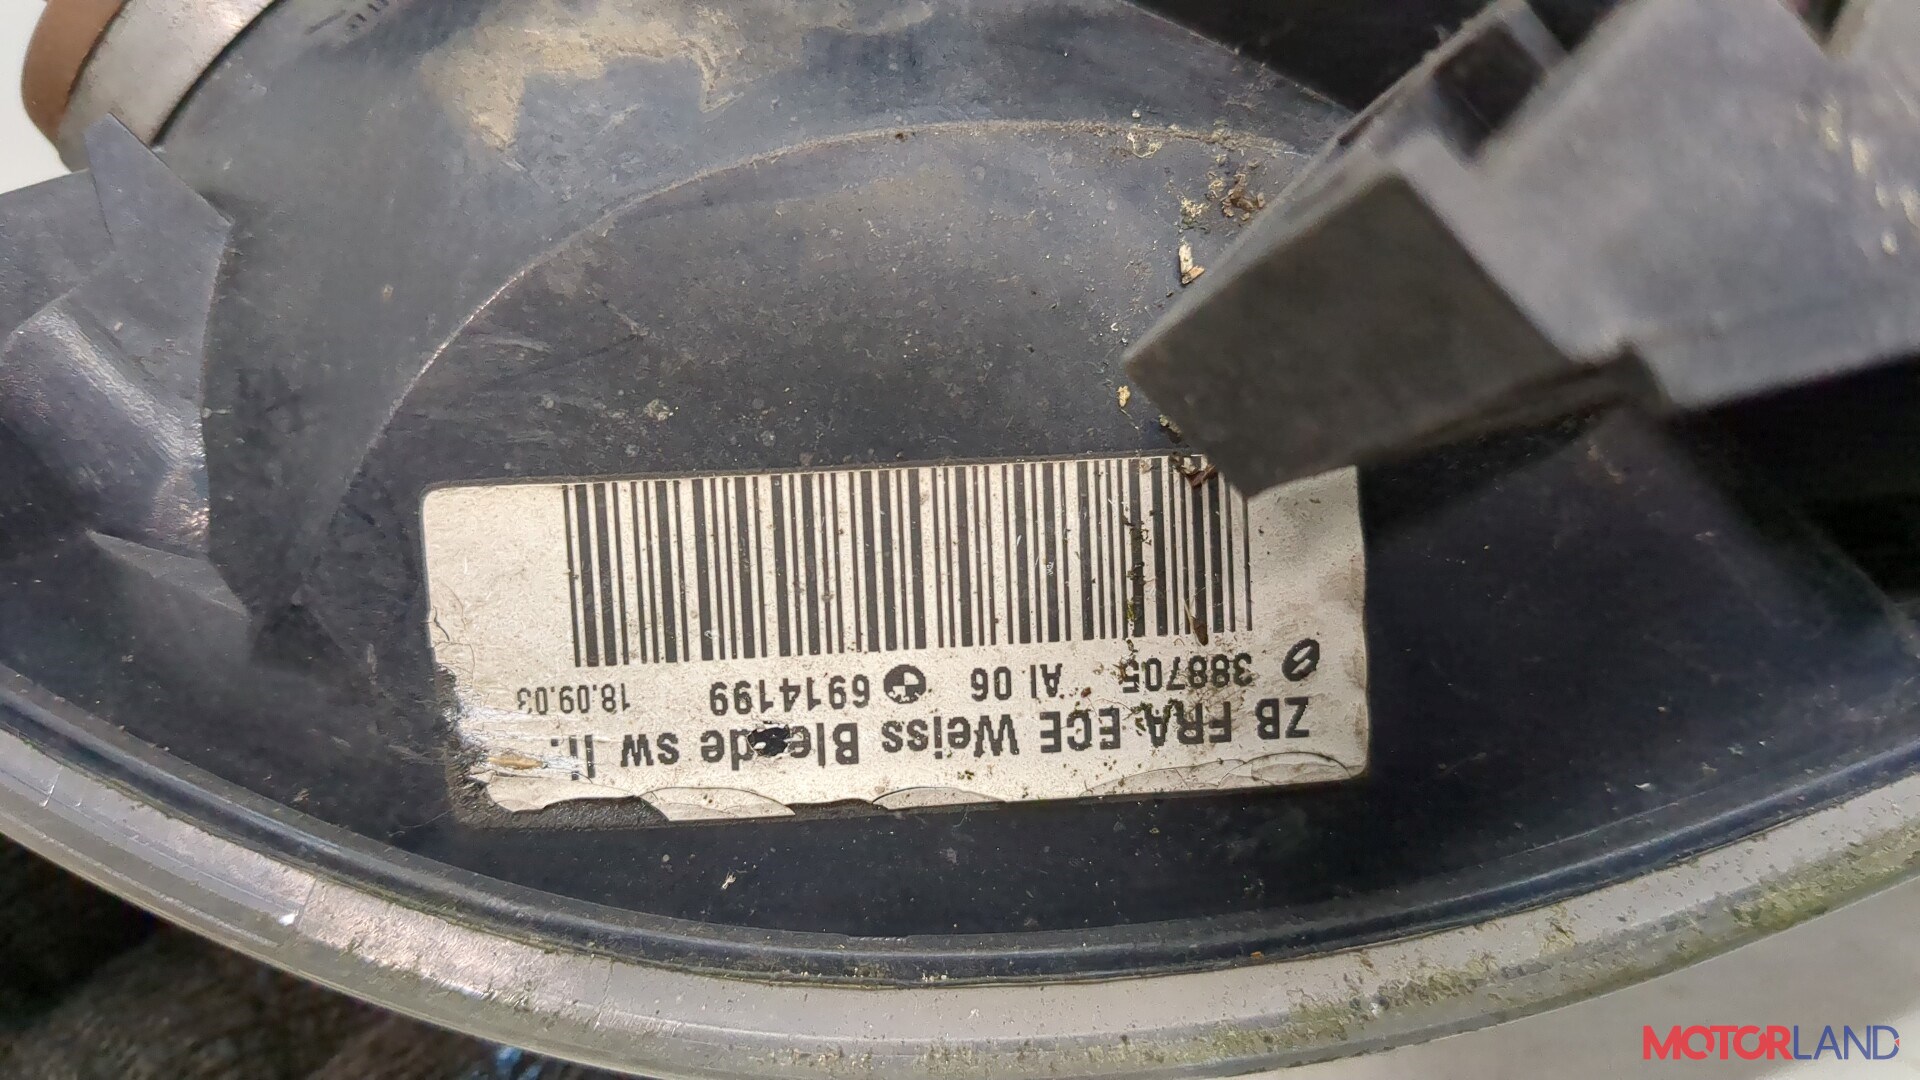 ZB FRA ECE Weiss Blende sw li.
388705 AI 06 6914199 18.09.03
MOTORLAND